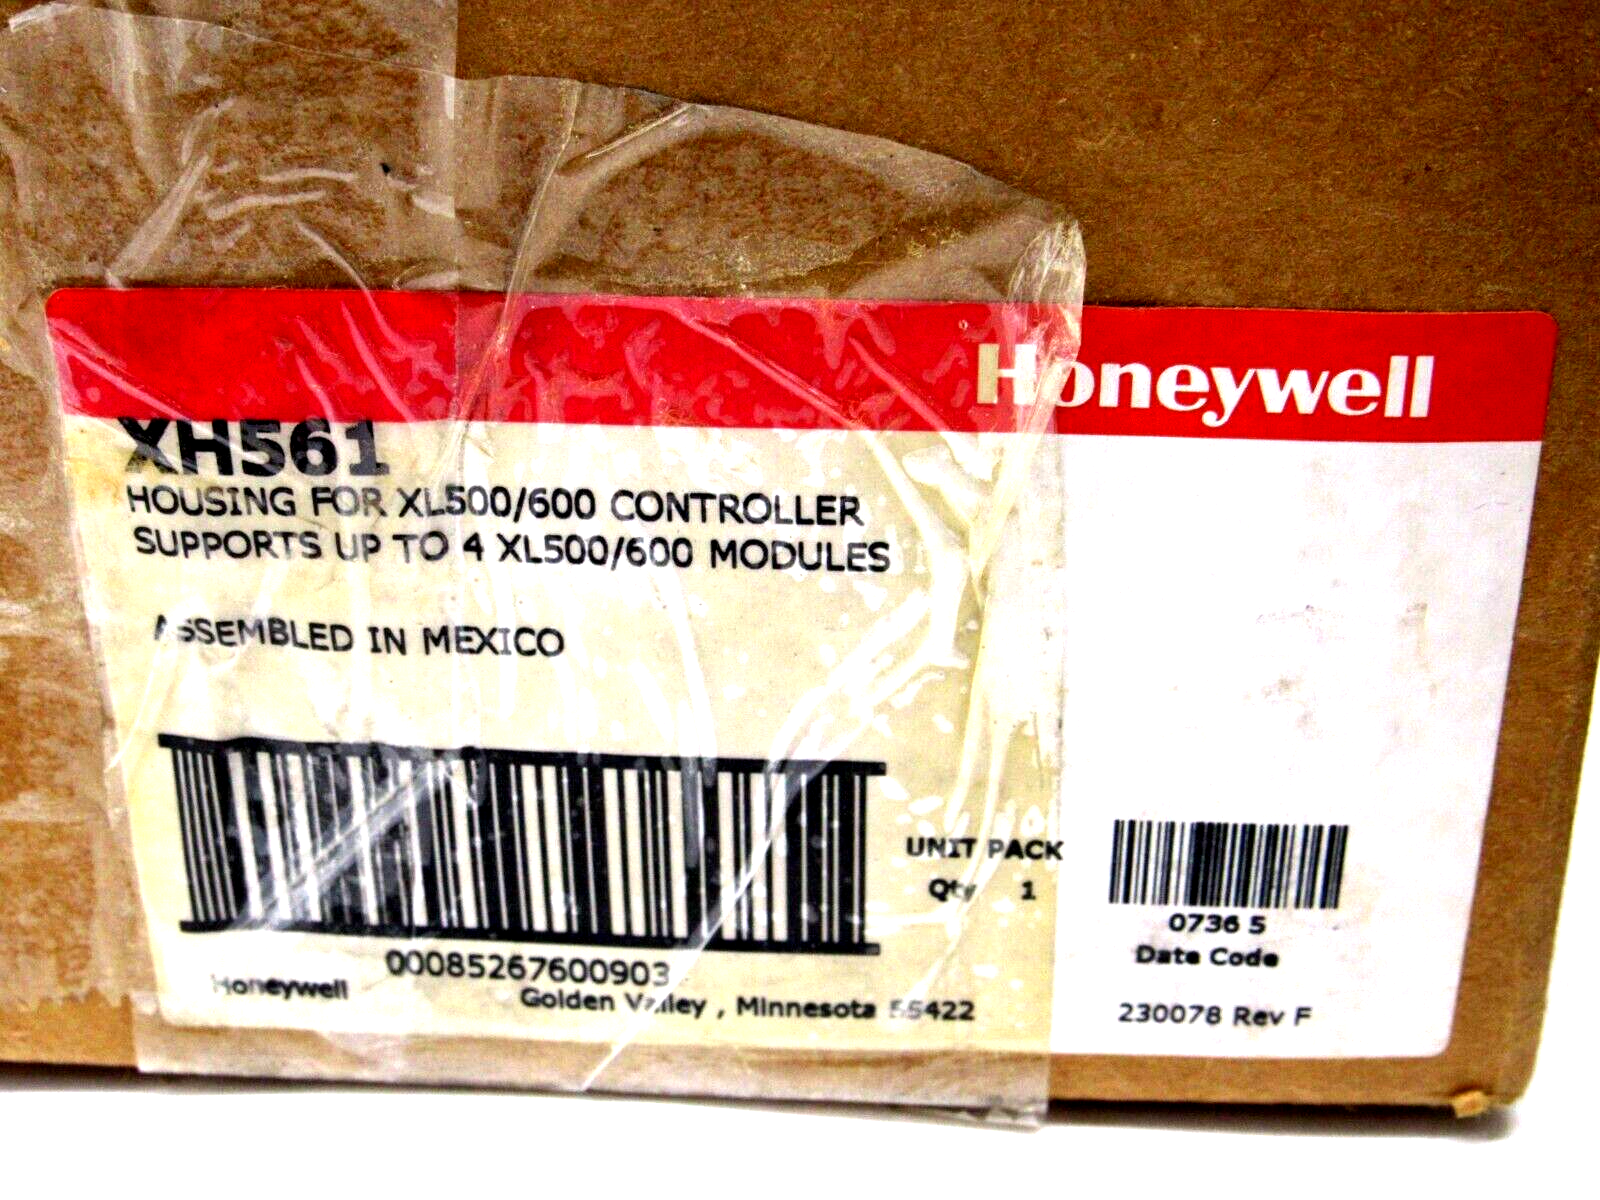 Honeywell
XH561
HOUSING FOR XL500/600 CONTROLLER
SUPPORTS UP TO 4 XL500/600 MODULES
ASSEMBLED IN MEXICO
UNIT PACK
Qty 1
00085267600903
Honeywell
Golden Valley , Minnesota 55422
0736 5
Date Code
230078 Rev F